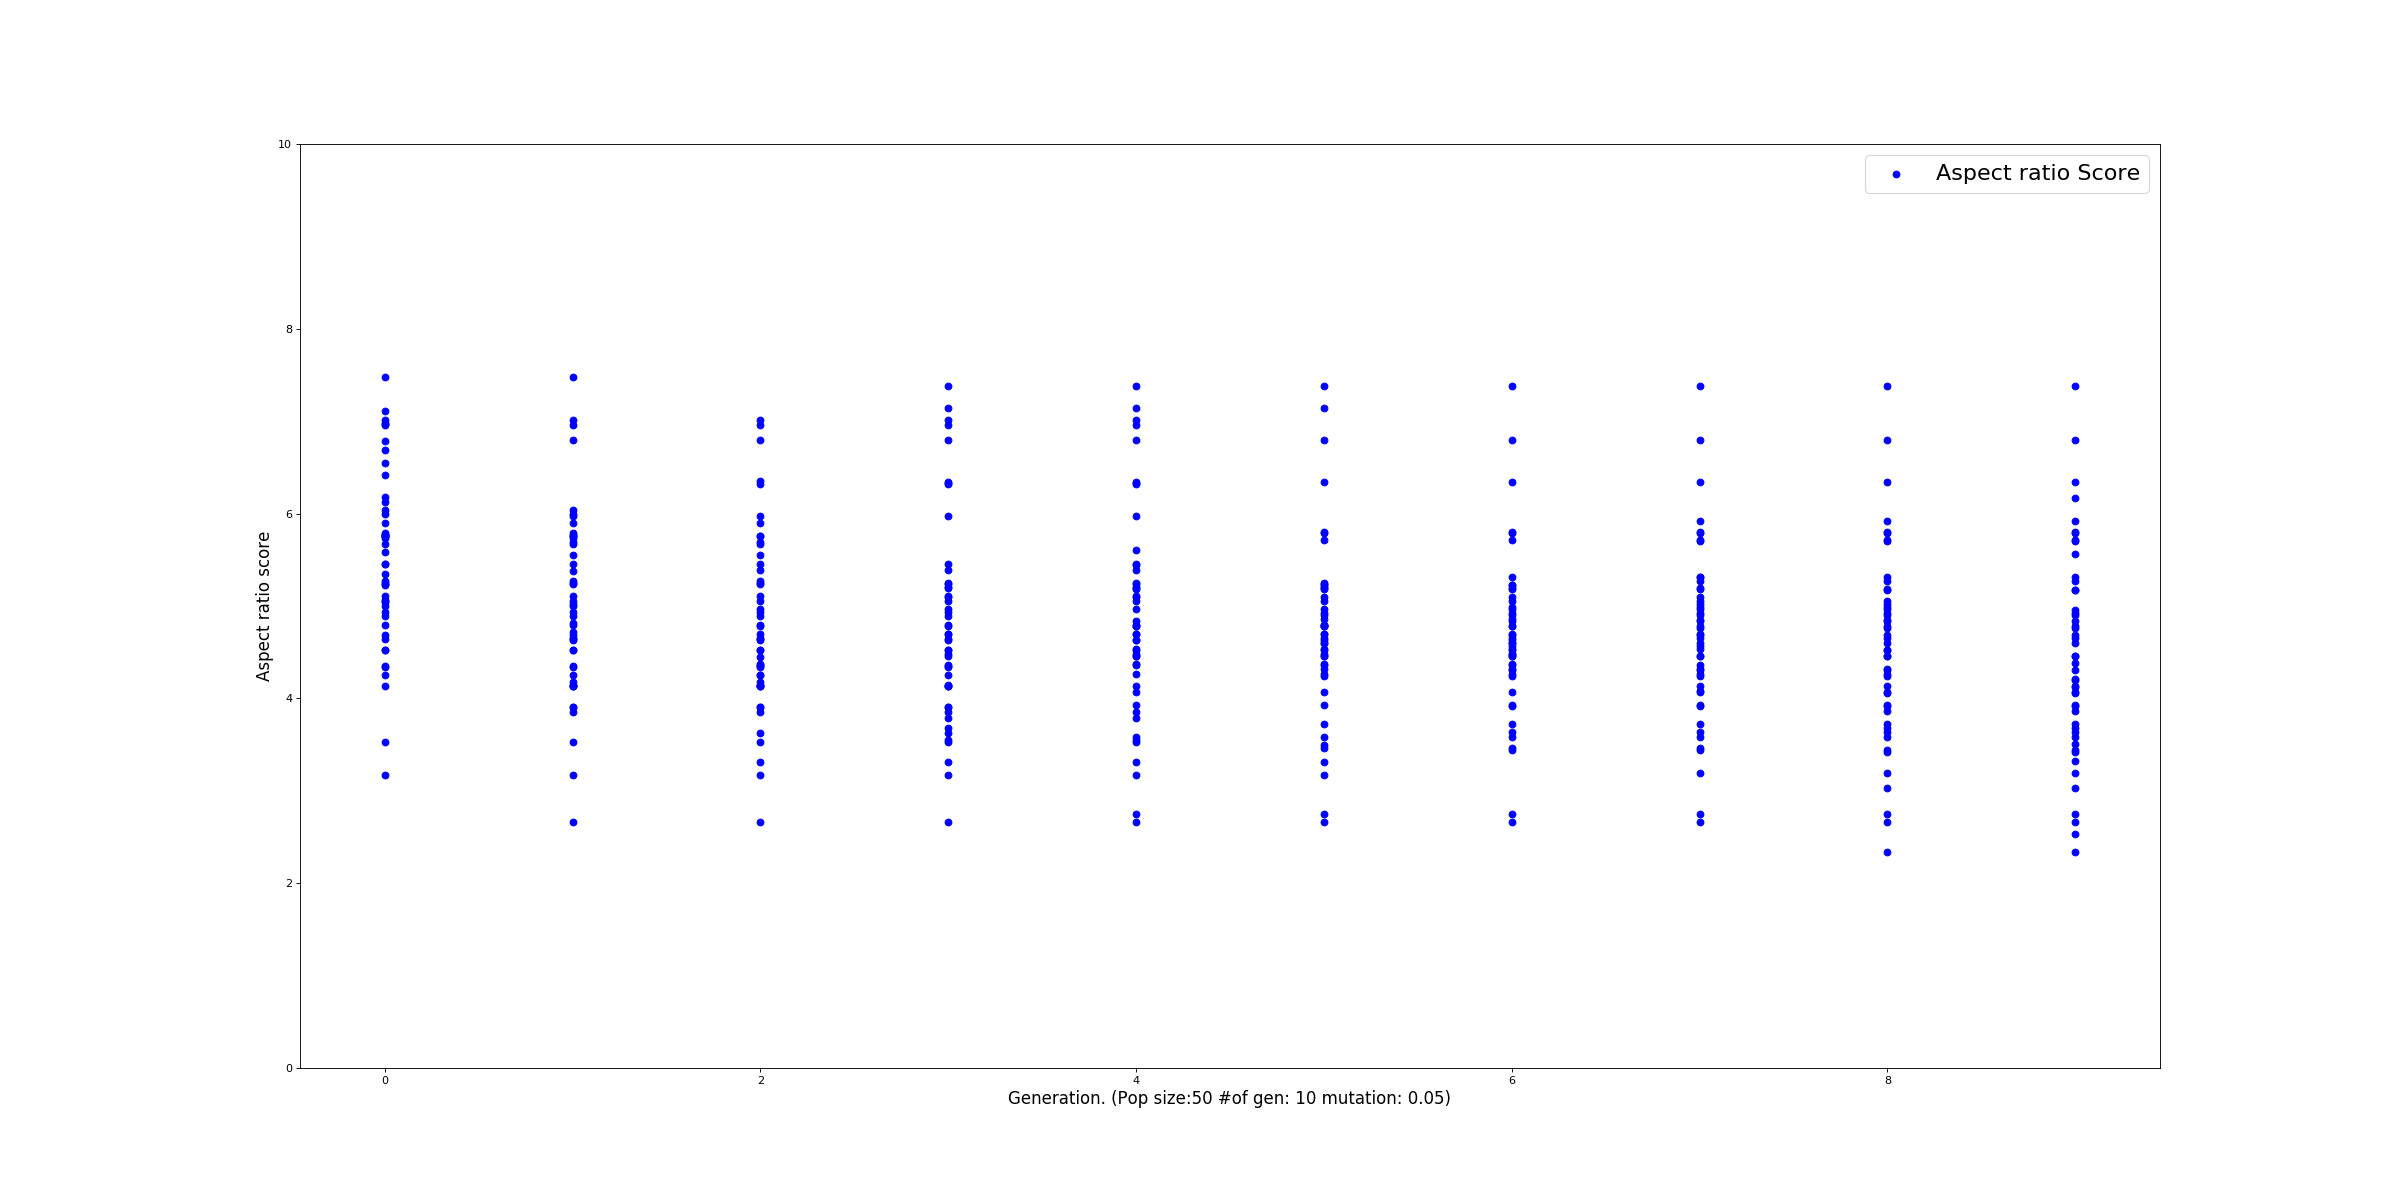 10
Aspect ratio Score
8
6
Aspect ratio score
4
2
0
0 2 4 6 8
Generation. (Pop size:50 #of gen: 10 mutation: 0.05)